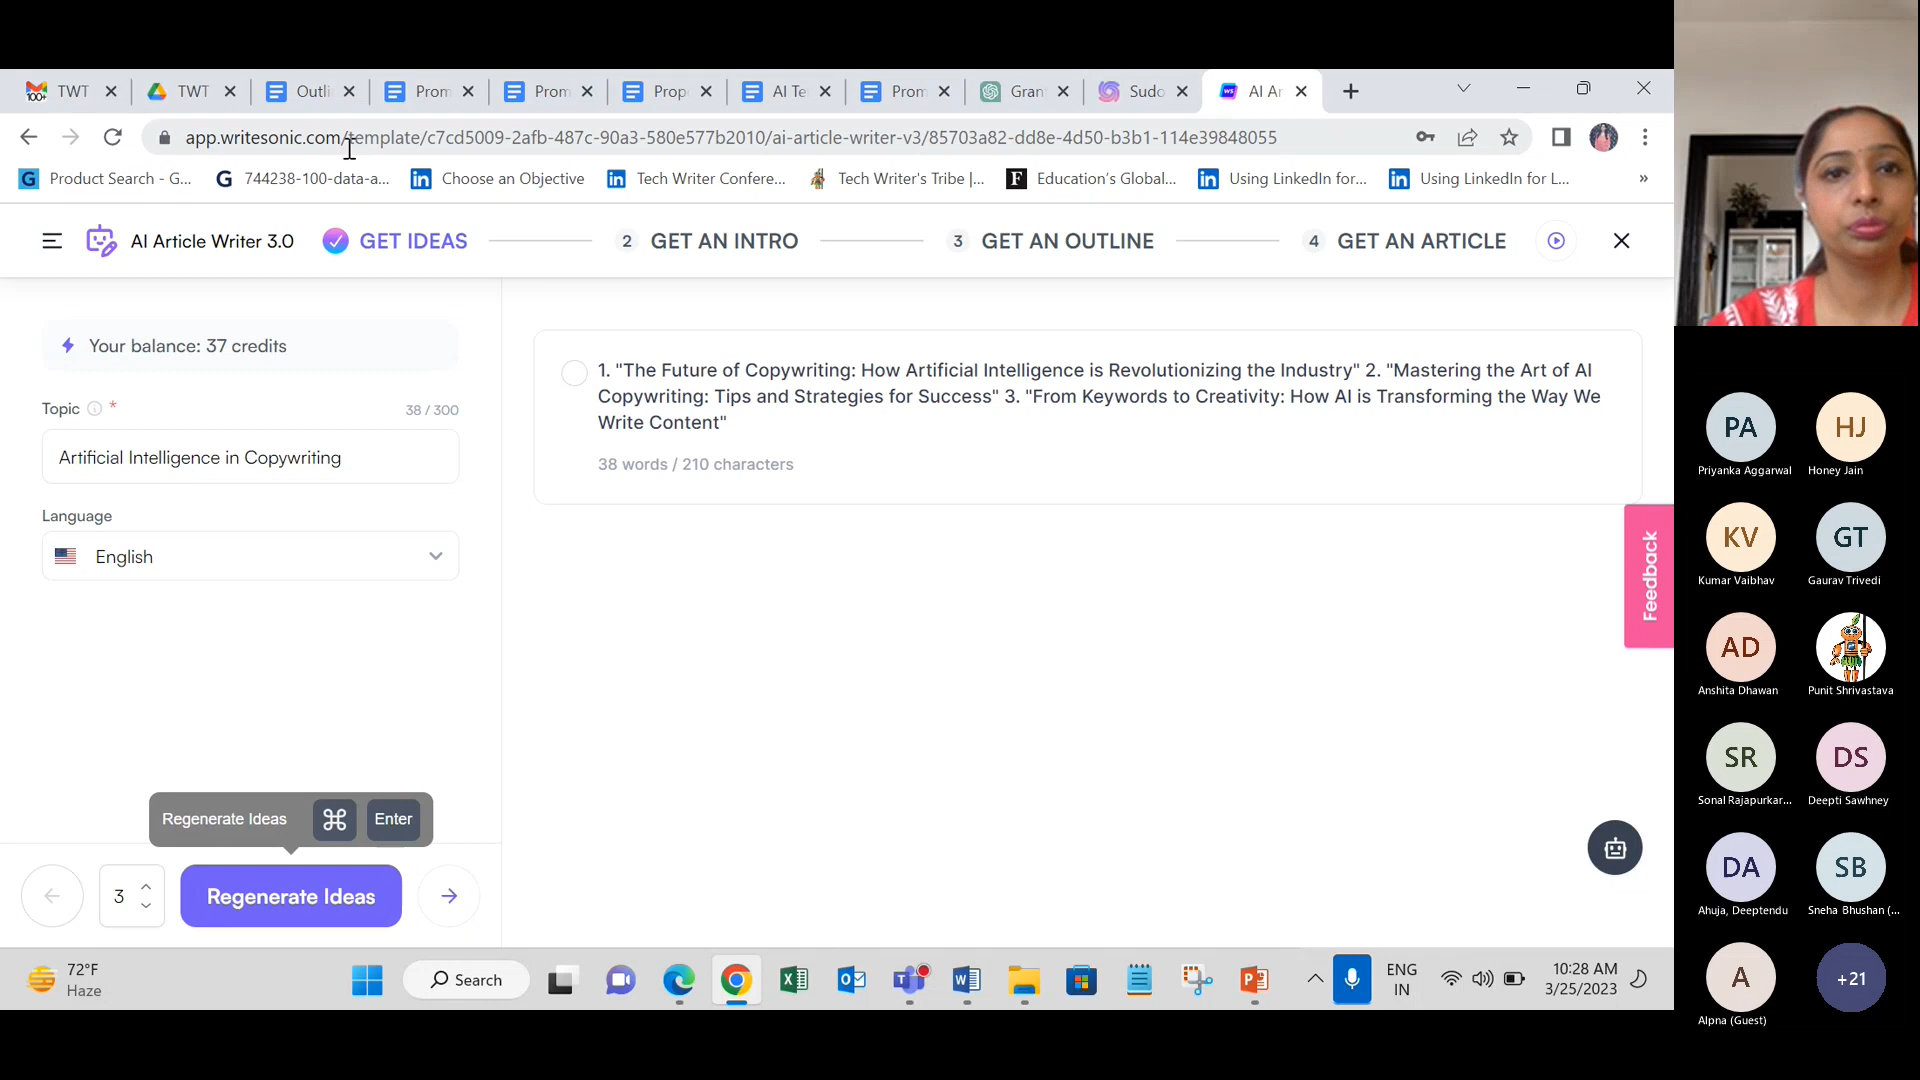 TWT
TWT
Outli
Prom
Prom
Prop
AI Te
Prom
Gran
Sudo
AI Ar
app.writesonic.com/template/c7cd5009-2afb-487c-90a3-580e577b2010/ai-article-writer-v3/85703a82-dd8e-4d50-b3b1-114e39848055
Product Search - G...
744238-100-data-a...
Choose an Objective
Tech Writer Confere...
Tech Writer's Tribe |...
Education's Global...
Using LinkedIn for...
Using LinkedIn for L...
»
AI Article Writer 3.0
GET IDEAS
2 GET AN INTRO
3 GET AN OUTLINE
4 GET AN ARTICLE
Your balance: 37 credits
Topic *
38 / 300
Artificial Intelligence in Copywriting
Language
English
1. "The Future of Copywriting: How Artificial Intelligence is Revolutionizing the Industry" 2. "Mastering the Art of AI
Copywriting: Tips and Strategies for Success" 3. "From Keywords to Creativity: How AI is Transforming the Way We
Write Content"
38 words / 210 characters
Feedback
Regenerate Ideas ⌘ Enter
3
Regenerate Ideas
72°F
Haze
Search
ENG
IN
10:28 AM
3/25/2023
PA
Priyanka Aggarwal
HJ
Honey Jain
KV
Kumar Vaibhav
GT
Gaurav Trivedi
AD
Anshita Dhawan
Punit Shrivastava
SR
Sonal Rajapurkar...
DS
Deepti Sawhney
DA
Ahuja, Deeptendu
SB
Sneha Bhushan (...
A
Alpna (Guest)
+21